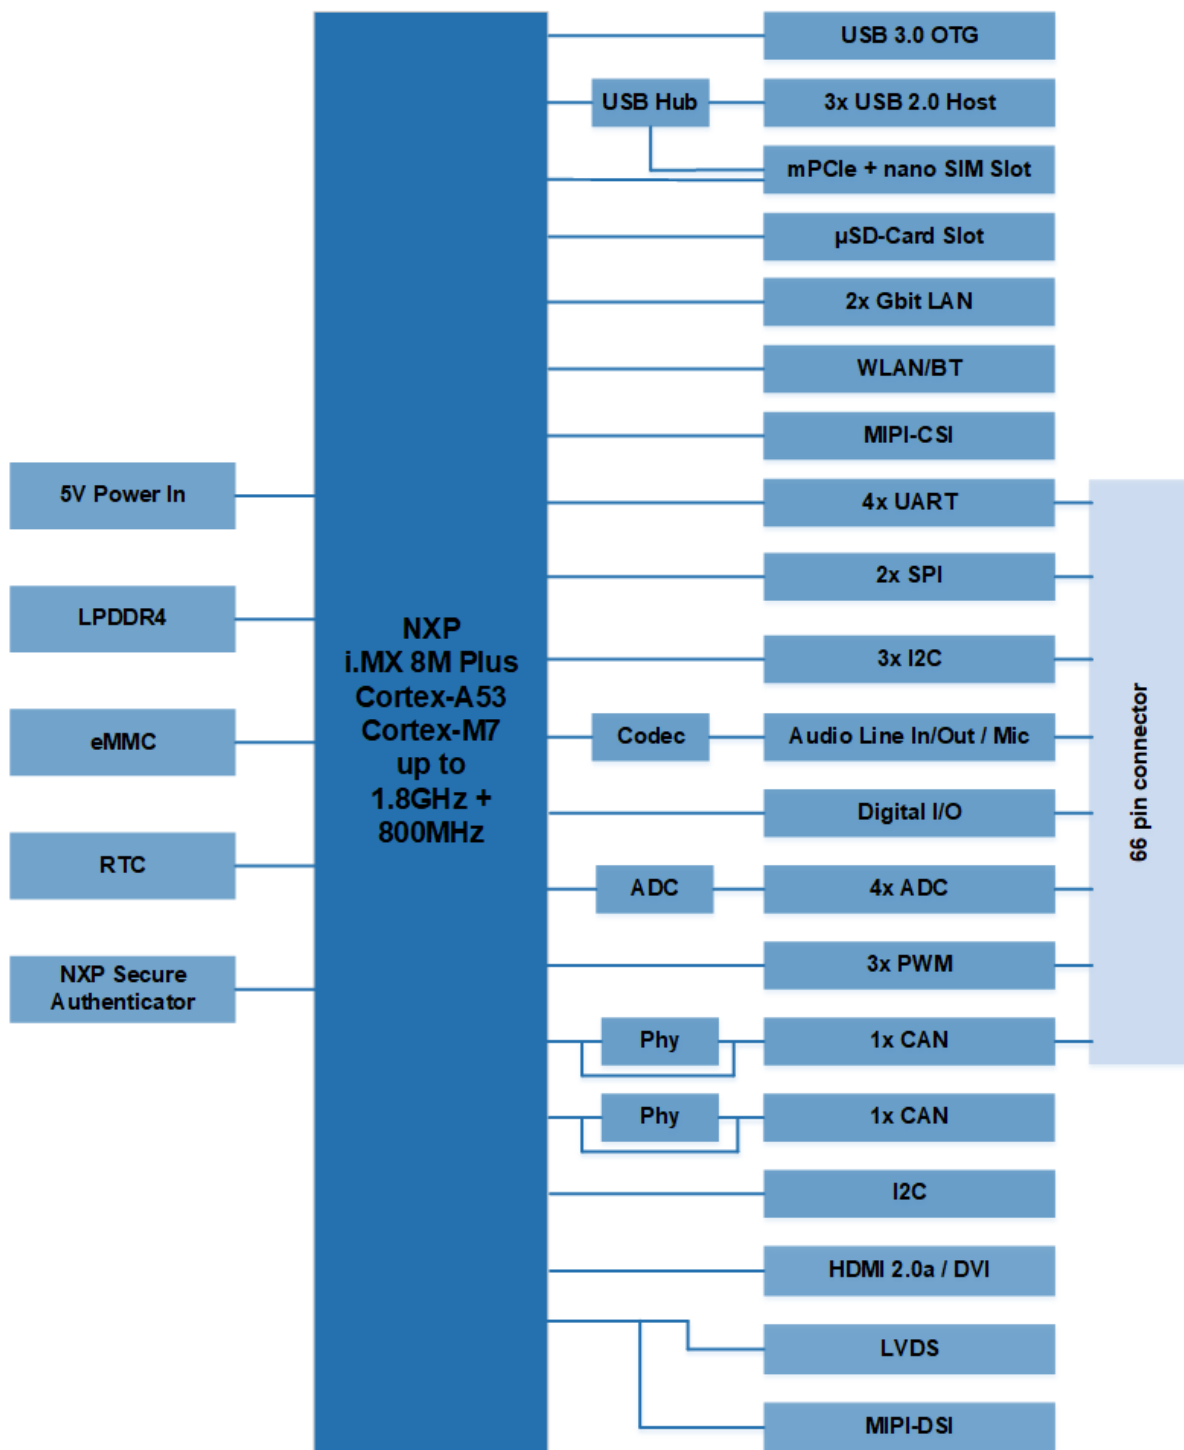 USB 3.0 OTG
USB Hub
3x USB 2.0 Host
mPCIe + nano SIM Slot
µSD-Card Slot
2x Gbit LAN
WLAN/BT
MIPI-CSI
5V Power In
LPDDR4
eMMC
RTC
NXP Secure
Authenticator
NXP
i.MX 8M Plus
Cortex-A53
Cortex-M7
up to
1.8GHz +
800MHz
4x UART
2x SPI
3x I2C
Codec
Audio Line In/Out / Mic
Digital I/O
ADC
4x ADC
3x PWM
Phy
1x CAN
Phy
1x CAN
I2C
HDMI 2.0a / DVI
LVDS
MIPI-DSI
66 pin connector